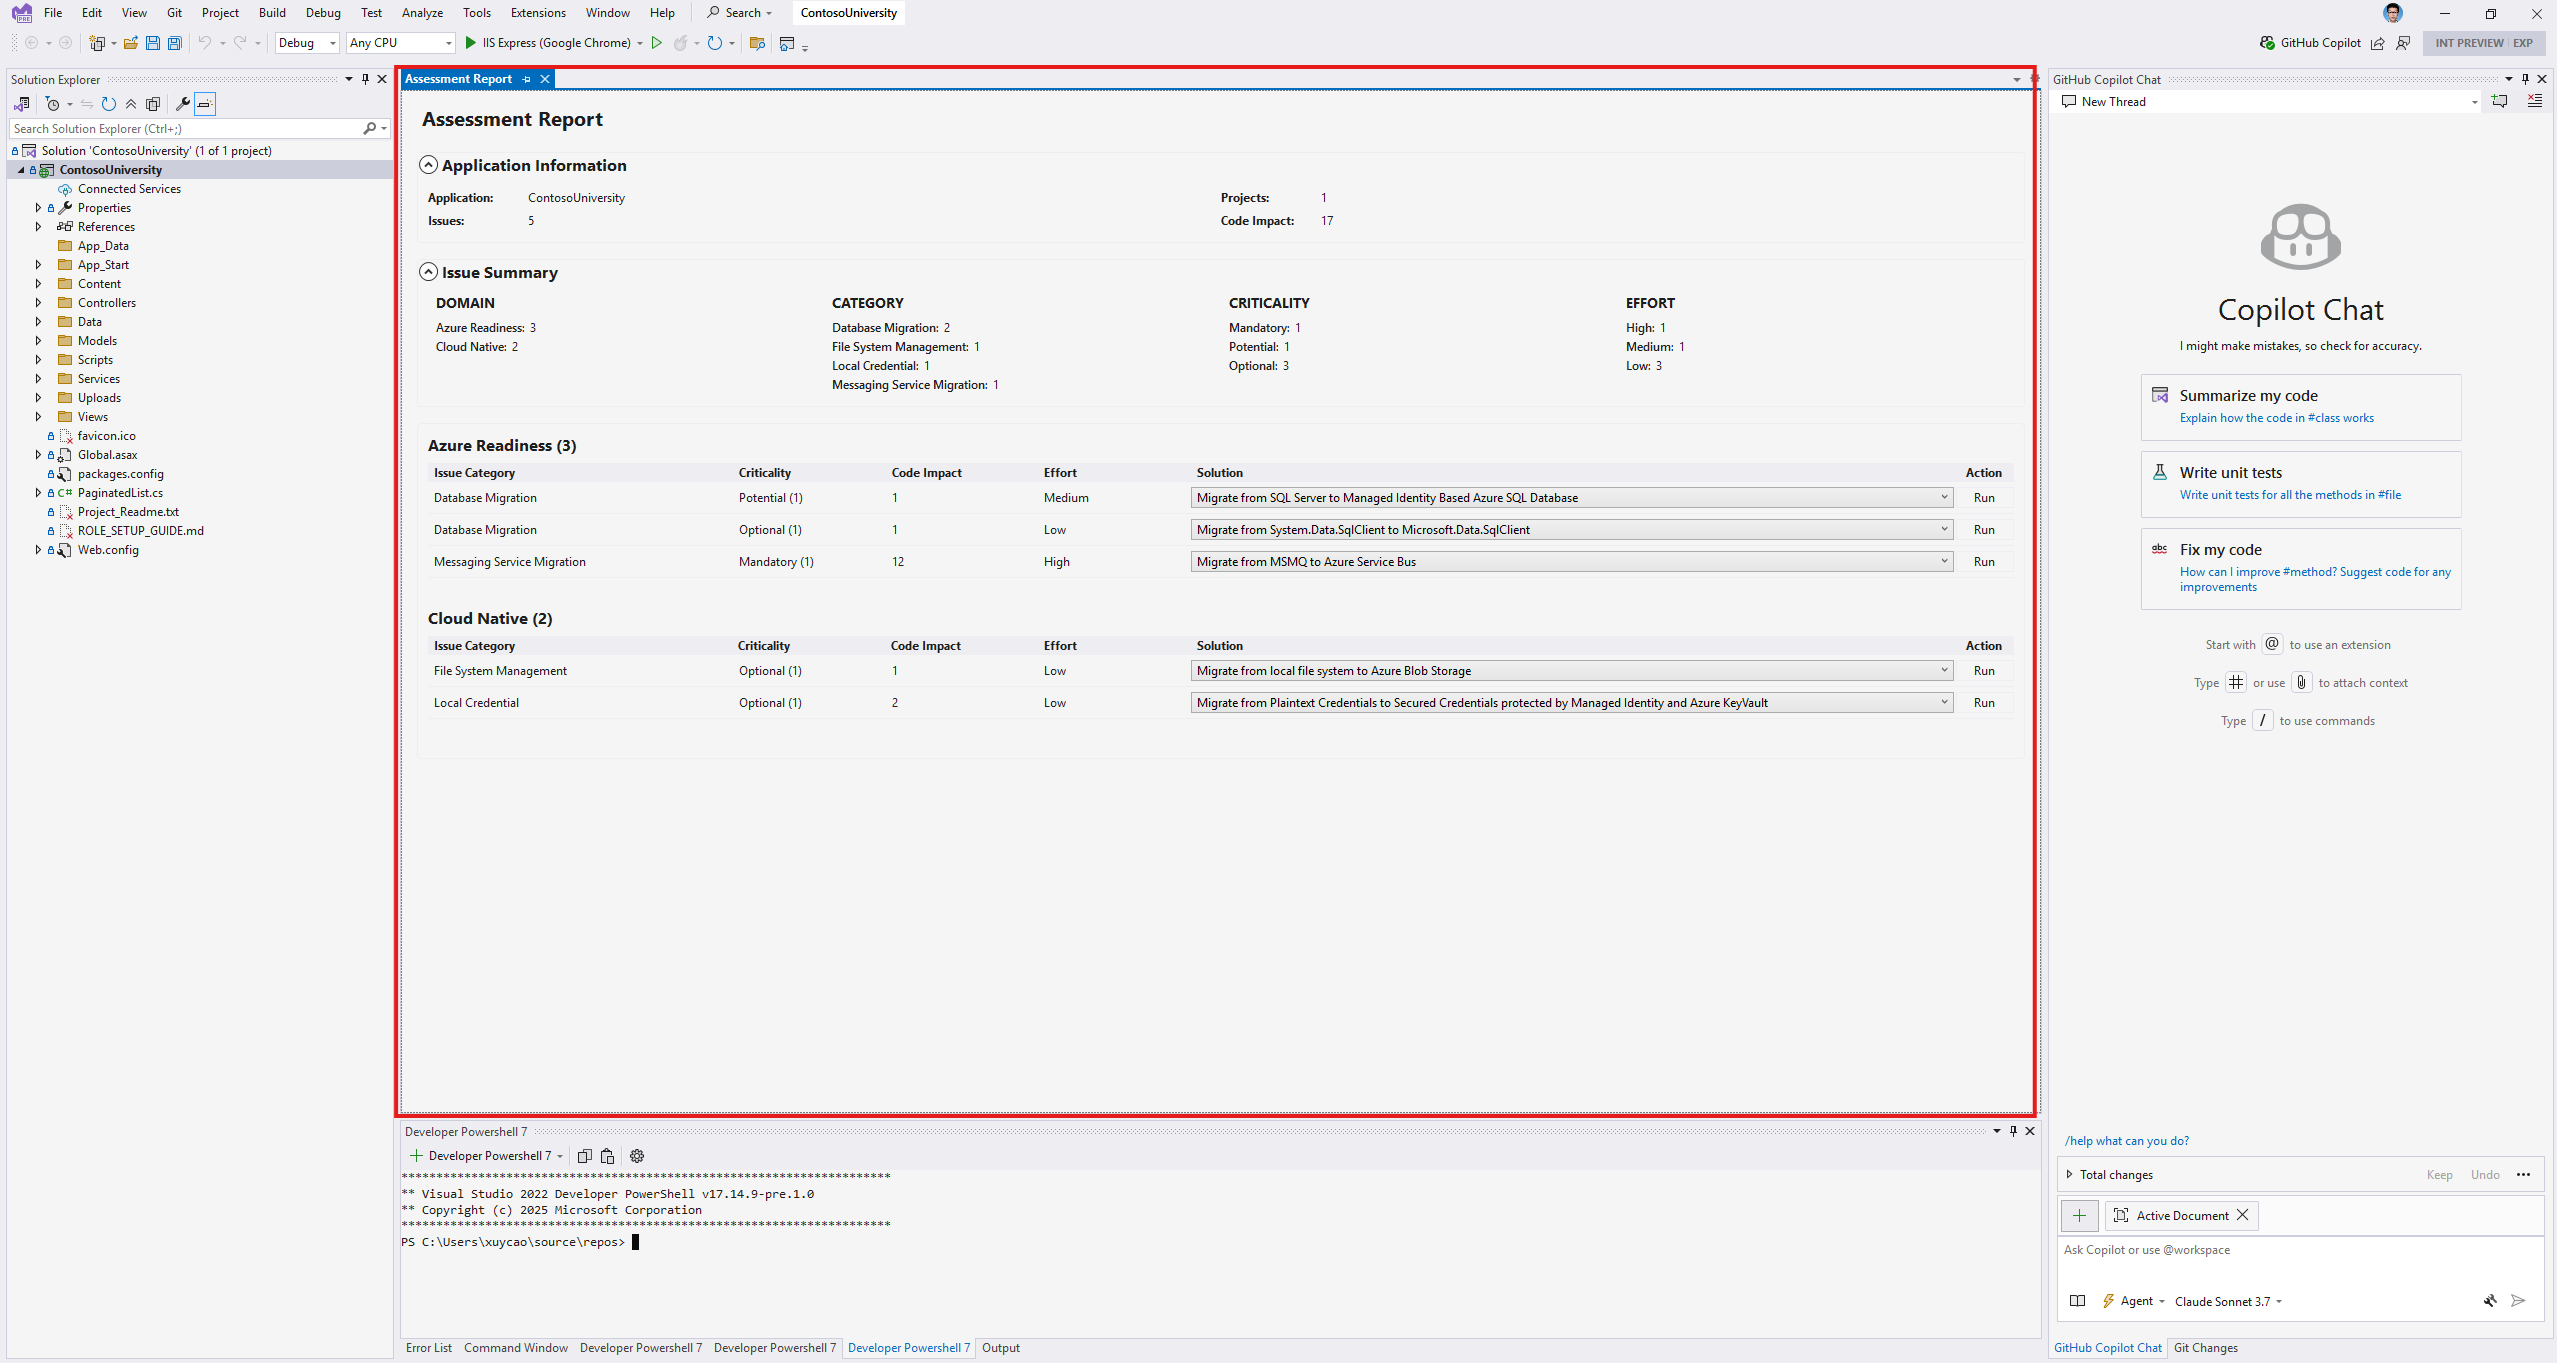 File Edit View Git Project Build Debug Test Analyze Tools Extensions Window Help Search ContosoUniversity
Debug Any CPU IIS Express (Google Chrome) GitHub Copilot INT PREVIEW EXP
Solution Explorer
Search Solution Explorer (Ctrl+;)
Solution 'ContosoUniversity' (1 of 1 project)
ContosoUniversity
Connected Services
Properties
References
App_Data
App_Start
Content
Controllers
Data
Models
Scripts
Services
Uploads
Views
favicon.ico
Global.asax
packages.config
C# PaginatedList.cs
Project_Readme.txt
ROLE_SETUP_GUIDE.md
Web.config
Assessment Report
Assessment Report
Application Information
Application: ContosoUniversity Projects: 1
Issues: 5 Code Impact: 17
Issue Summary
DOMAIN CATEGORY CRITICALITY EFFORT
Azure Readiness: 3 Database Migration: 2 Mandatory: 1 High: 1
Cloud Native: 2 File System Management: 1 Potential: 1 Medium: 1
Local Credential: 1 Optional: 3 Low: 3
Messaging Service Migration: 1
Azure Readiness (3)
Issue Category Criticality Code Impact Effort Solution Action
Database Migration Potential (1) 1 Medium Migrate from SQL Server to Managed Identity Based Azure SQL Database Run
Database Migration Optional (1) 1 Low Migrate from System.Data.SqlClient to Microsoft.Data.SqlClient Run
Messaging Service Migration Mandatory (1) 12 High Migrate from MSMQ to Azure Service Bus Run
Cloud Native (2)
Issue Category Criticality Code Impact Effort Solution Action
File System Management Optional (1) 1 Low Migrate from local file system to Azure Blob Storage Run
Local Credential Optional (1) 2 Low Migrate from Plaintext Credentials to Secured Credentials protected by Managed Identity and Azure KeyVault Run
Developer Powershell 7
Developer Powershell 7
**********************************************************************
** Visual Studio 2022 Developer PowerShell v17.14.9-pre.1.0
** Copyright (c) 2025 Microsoft Corporation
**********************************************************************
PS C:\Users\xuycao\source\repos>
Error List Command Window Developer Powershell 7 Developer Powershell 7 Developer Powershell 7 Output
GitHub Copilot Chat
New Thread
Copilot Chat
I might make mistakes, so check for accuracy.
Summarize my code
Explain how the code in #class works
Write unit tests
Write unit tests for all the methods in #file
abc Fix my code
How can I improve #method? Suggest code for any
improvements
Start with @ to use an extension
Type # or use to attach context
Type / to use commands
/help what can you do?
Total changes Keep Undo
Active Document
Ask Copilot or use @workspace
Agent Claude Sonnet 3.7
GitHub Copilot Chat Git Changes